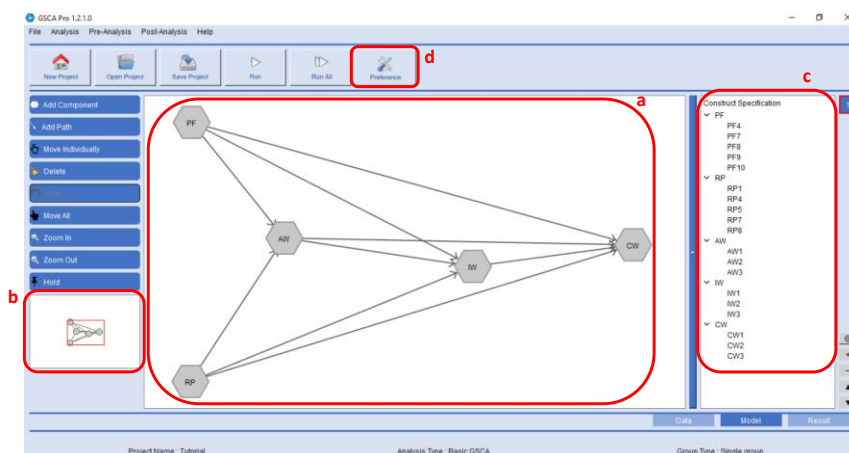 GSCA Pro 1.2.1.0
File Analysis Pre-Analysis Post-Analysis Help
New Project Open Project Save Project Run Run All Preference
d
c
a
b
Add Component
Add Path
Move Individually
Delete
Move All
Zoom In
Zoom Out
Hold
PF
AW
IW
CW
RP
Construct Specification
PF
PF4
PF7
PF8
PF9
PF10
RP
RP1
RP4
RP5
RP7
RP8
AW
AW1
AW2
AW3
IW
IW1
IW2
IW3
CW
CW1
CW2
CW3
Data Model Result
Project Name : Tutorial Analysis Type : Basic GSCA Group Type : Single group